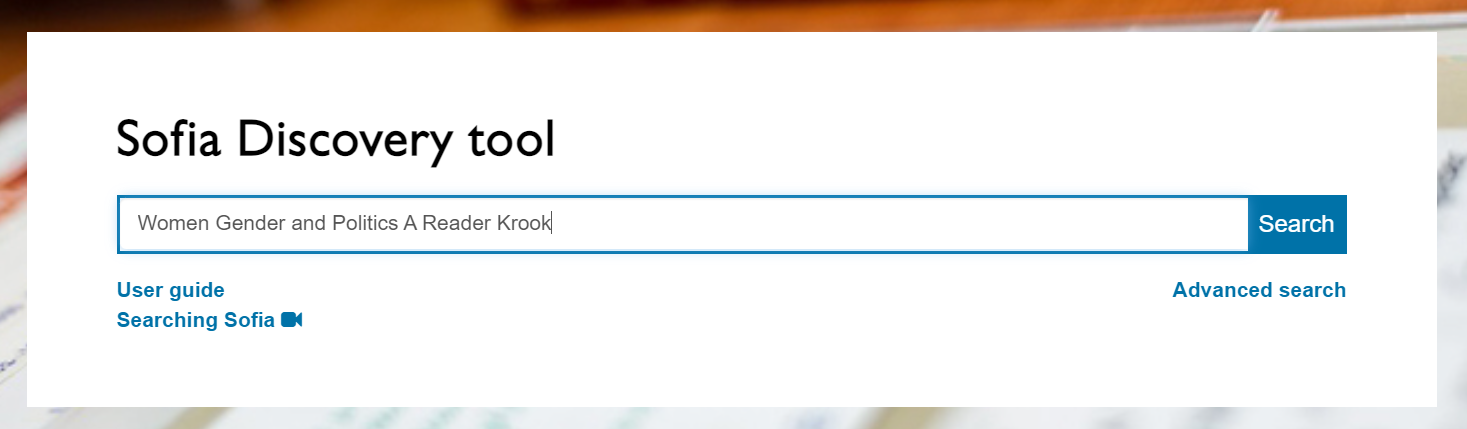 Sofia Discovery tool
Women Gender and Politics A Reader Krook
Search
User guide
Advanced search
Searching Sofia